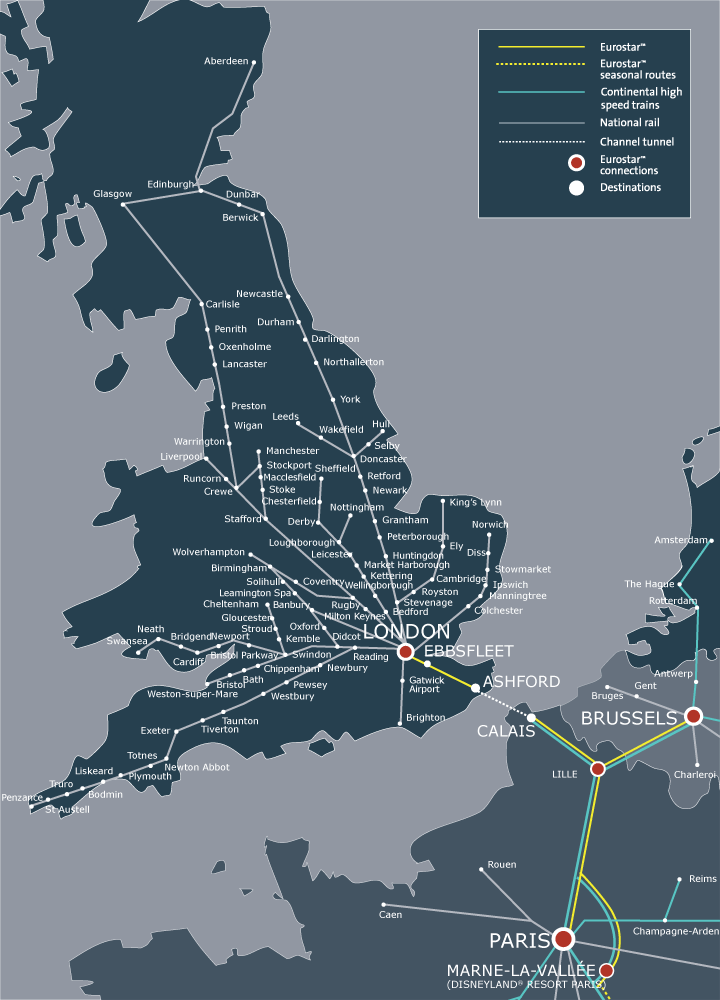 Eurostar™
Eurostar™
seasonal routes
Continental high
speed trains
National rail
Channel tunnel
Eurostar™
connections
Destinations
Aberdeen
Edinburgh
Glasgow
Dunbar
Berwick
Newcastle
Carlisle
Durham
Penrith
Darlington
Oxenholme
Lancaster
Northallerton
York
Preston
Leeds
Hull
Wigan
Wakefield
Warrington
Selby
Manchester
Liverpool
Doncaster
Stockport
Sheffield
Runcorn
Macclesfield
Retford
Crewe
Stoke
Newark
Chesterfield
King's Lynn
Nottingham
Stafford
Derby
Grantham
Norwich
Peterborough
Amsterdam
Loughborough
Ely
Wolverhampton
Leicester
Huntingdon
Diss
Market Harborough
Birmingham
Stowmarket
Kettering
Solihull
Coventry
Wellingborough
Cambridge
Ipswich
The Hague
Leamington Spa
Royston
Manningtree
Cheltenham
Banbury
Rugby
Stevenage
Rotterdam
Bedford
Colchester
Gloucester
Milton Keynes
Neath
Stroud
Oxford
LONDON
Swansea
Bridgend
Newport
Kemble
Didcot
EBBSFLEET
Cardiff
Bristol Parkway
Swindon
Reading
Chippenham
Newbury
Antwerp
Bath
Gatwick
Airport
ASHFORD
Gent
Bristol
Pewsey
Bruges
Weston-super-Mare
Westbury
Brighton
BRUSSELS
Taunton
CALAIS
Exeter
Tiverton
Totnes
Newton Abbot
Liskeard
Plymouth
LILLE
Charleroi
Truro
Bodmin
Penzance
St Austell
Rouen
Reims
Caen
Champagne-Arden
PARIS
MARNE-LA-VALLÉE
(DISNEYLAND® RESORT PARIS)